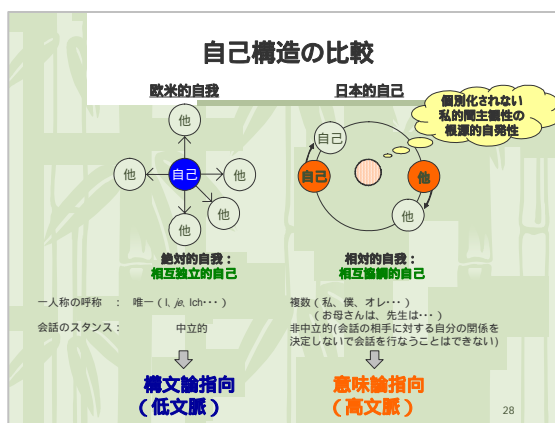 自己構造の比較
欧米的自我
日本的自己
個別化されない
私的間主観性の
根源的自発性
他
他
自己
他
他
他
自己
自己
他
他
絶対的自我：
相互独立的自己
相対的自我：
相互協調的自己
一人称の呼称　：　唯一（I、je、Ich・・・）
複数（私、僕、オレ・・・）
（お母さんは、先生は・・・）
会話のスタンス：　中立的
非中立的(会話の相手に対する自分の関係を
決定しないで会話を行なうことはできない)
構文論指向
（低文脈）
意味論指向
（高文脈）
28